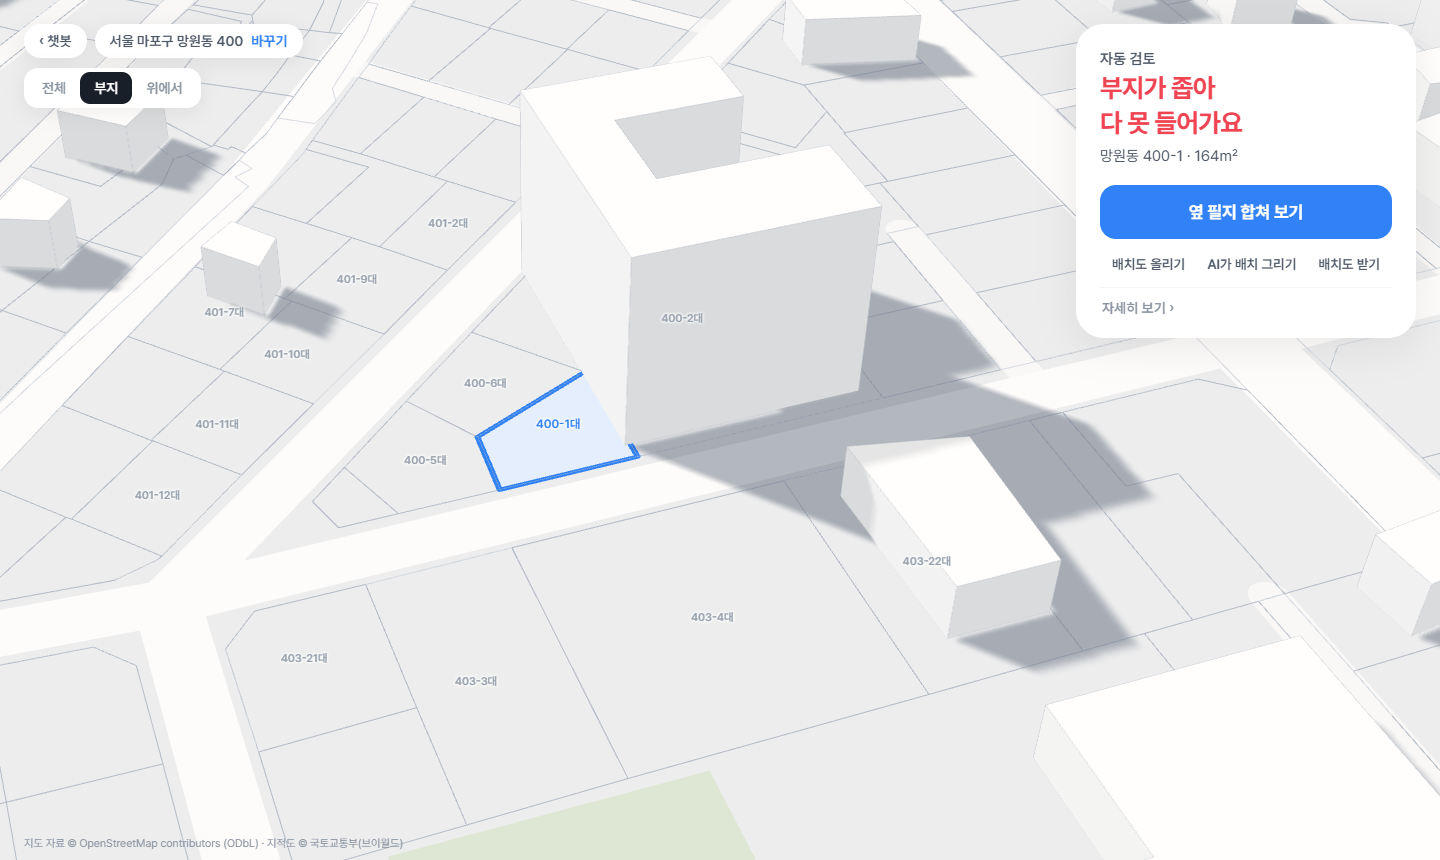 ‹ 챗봇
서울 마포구 망원동 400 바꾸기
전체 부지 위에서
자동 검토
부지가 좁아
다 못 들어가요
망원동 400-1 · 164m²
옆 필지 합쳐 보기
배치도 올리기 AI가 배치 그리기 배치도 받기
자세히 보기 ›
401-2대
401-9대
401-7대
400-2대
401-10대
400-6대
401-11대
400-1대
400-5대
401-12대
403-22대
403-4대
403-21대
403-3대
지도 자료 © OpenStreetMap contributors (ODbL) · 지적도 © 국토교통부(브이월드)